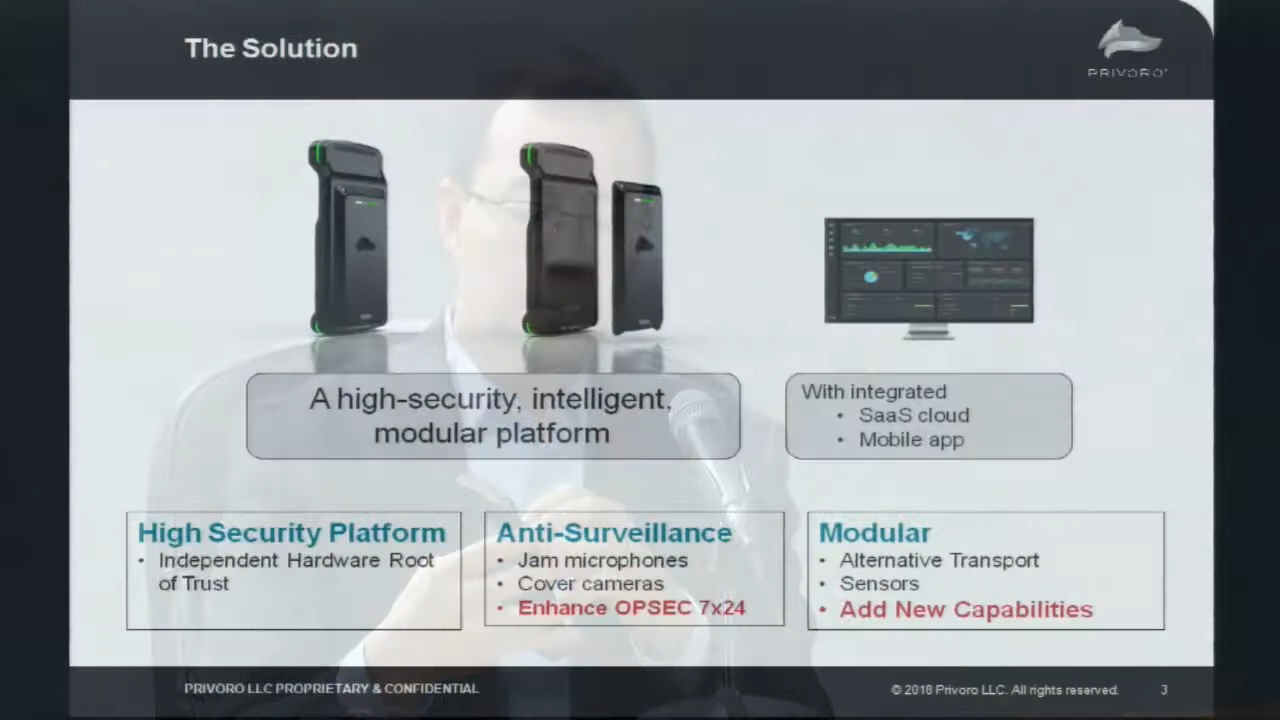 The Solution
PRIVORO
A high-security, intelligent,
modular platform
With integrated
• SaaS cloud
• Mobile app
High Security Platform
• Independent Hardware Root
of Trust
Anti-Surveillance
• Jam microphones
• Cover cameras
• Enhance OPSEC 7x24
Modular
• Alternative Transport
• Sensors
• Add New Capabilities
PRIVORO LLC PROPRIETARY & CONFIDENTIAL
© 2018 Privoro LLC. All rights reserved.
3